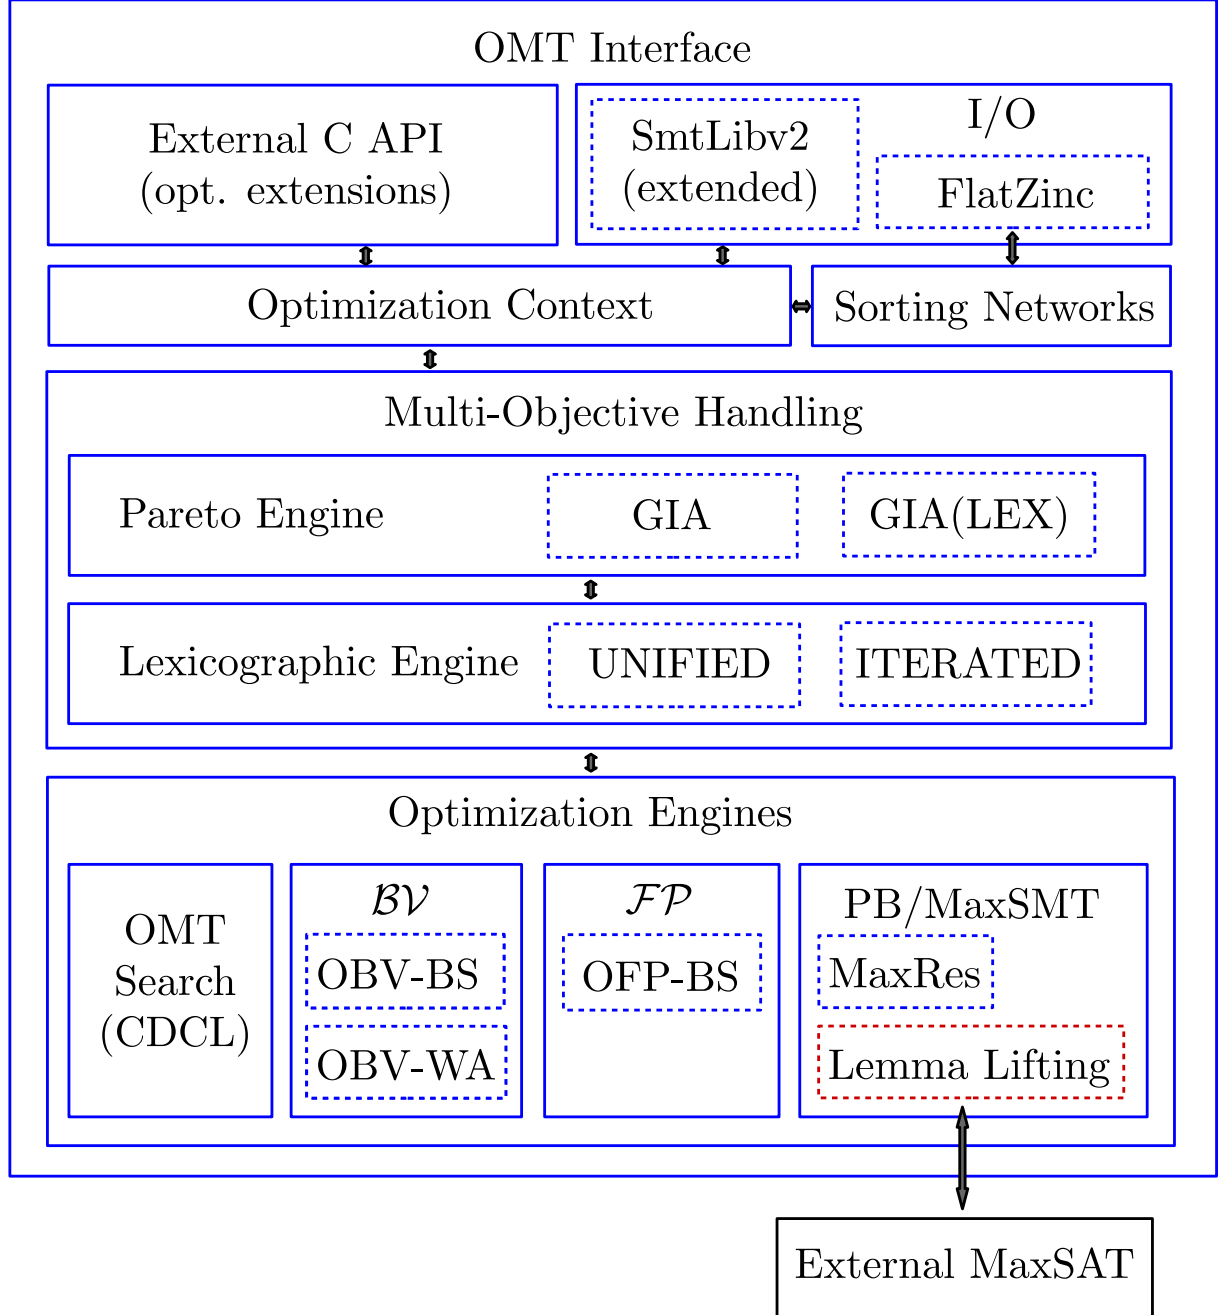 OMT Interface
External C API
(opt. extensions)
SmtLibv2
(extended)
I/O
FlatZinc
Optimization Context
Sorting Networks
Multi-Objective Handling
Pareto Engine
GIA
GIA(LEX)
Lexicographic Engine
UNIFIED
ITERATED
Optimization Engines
OMT
Search
(CDCL)
ℬ𝒱
OBV-BS
OBV-WA
ℱ𝒫
OFP-BS
PB/MaxSMT
MaxRes
Lemma Lifting
External MaxSAT